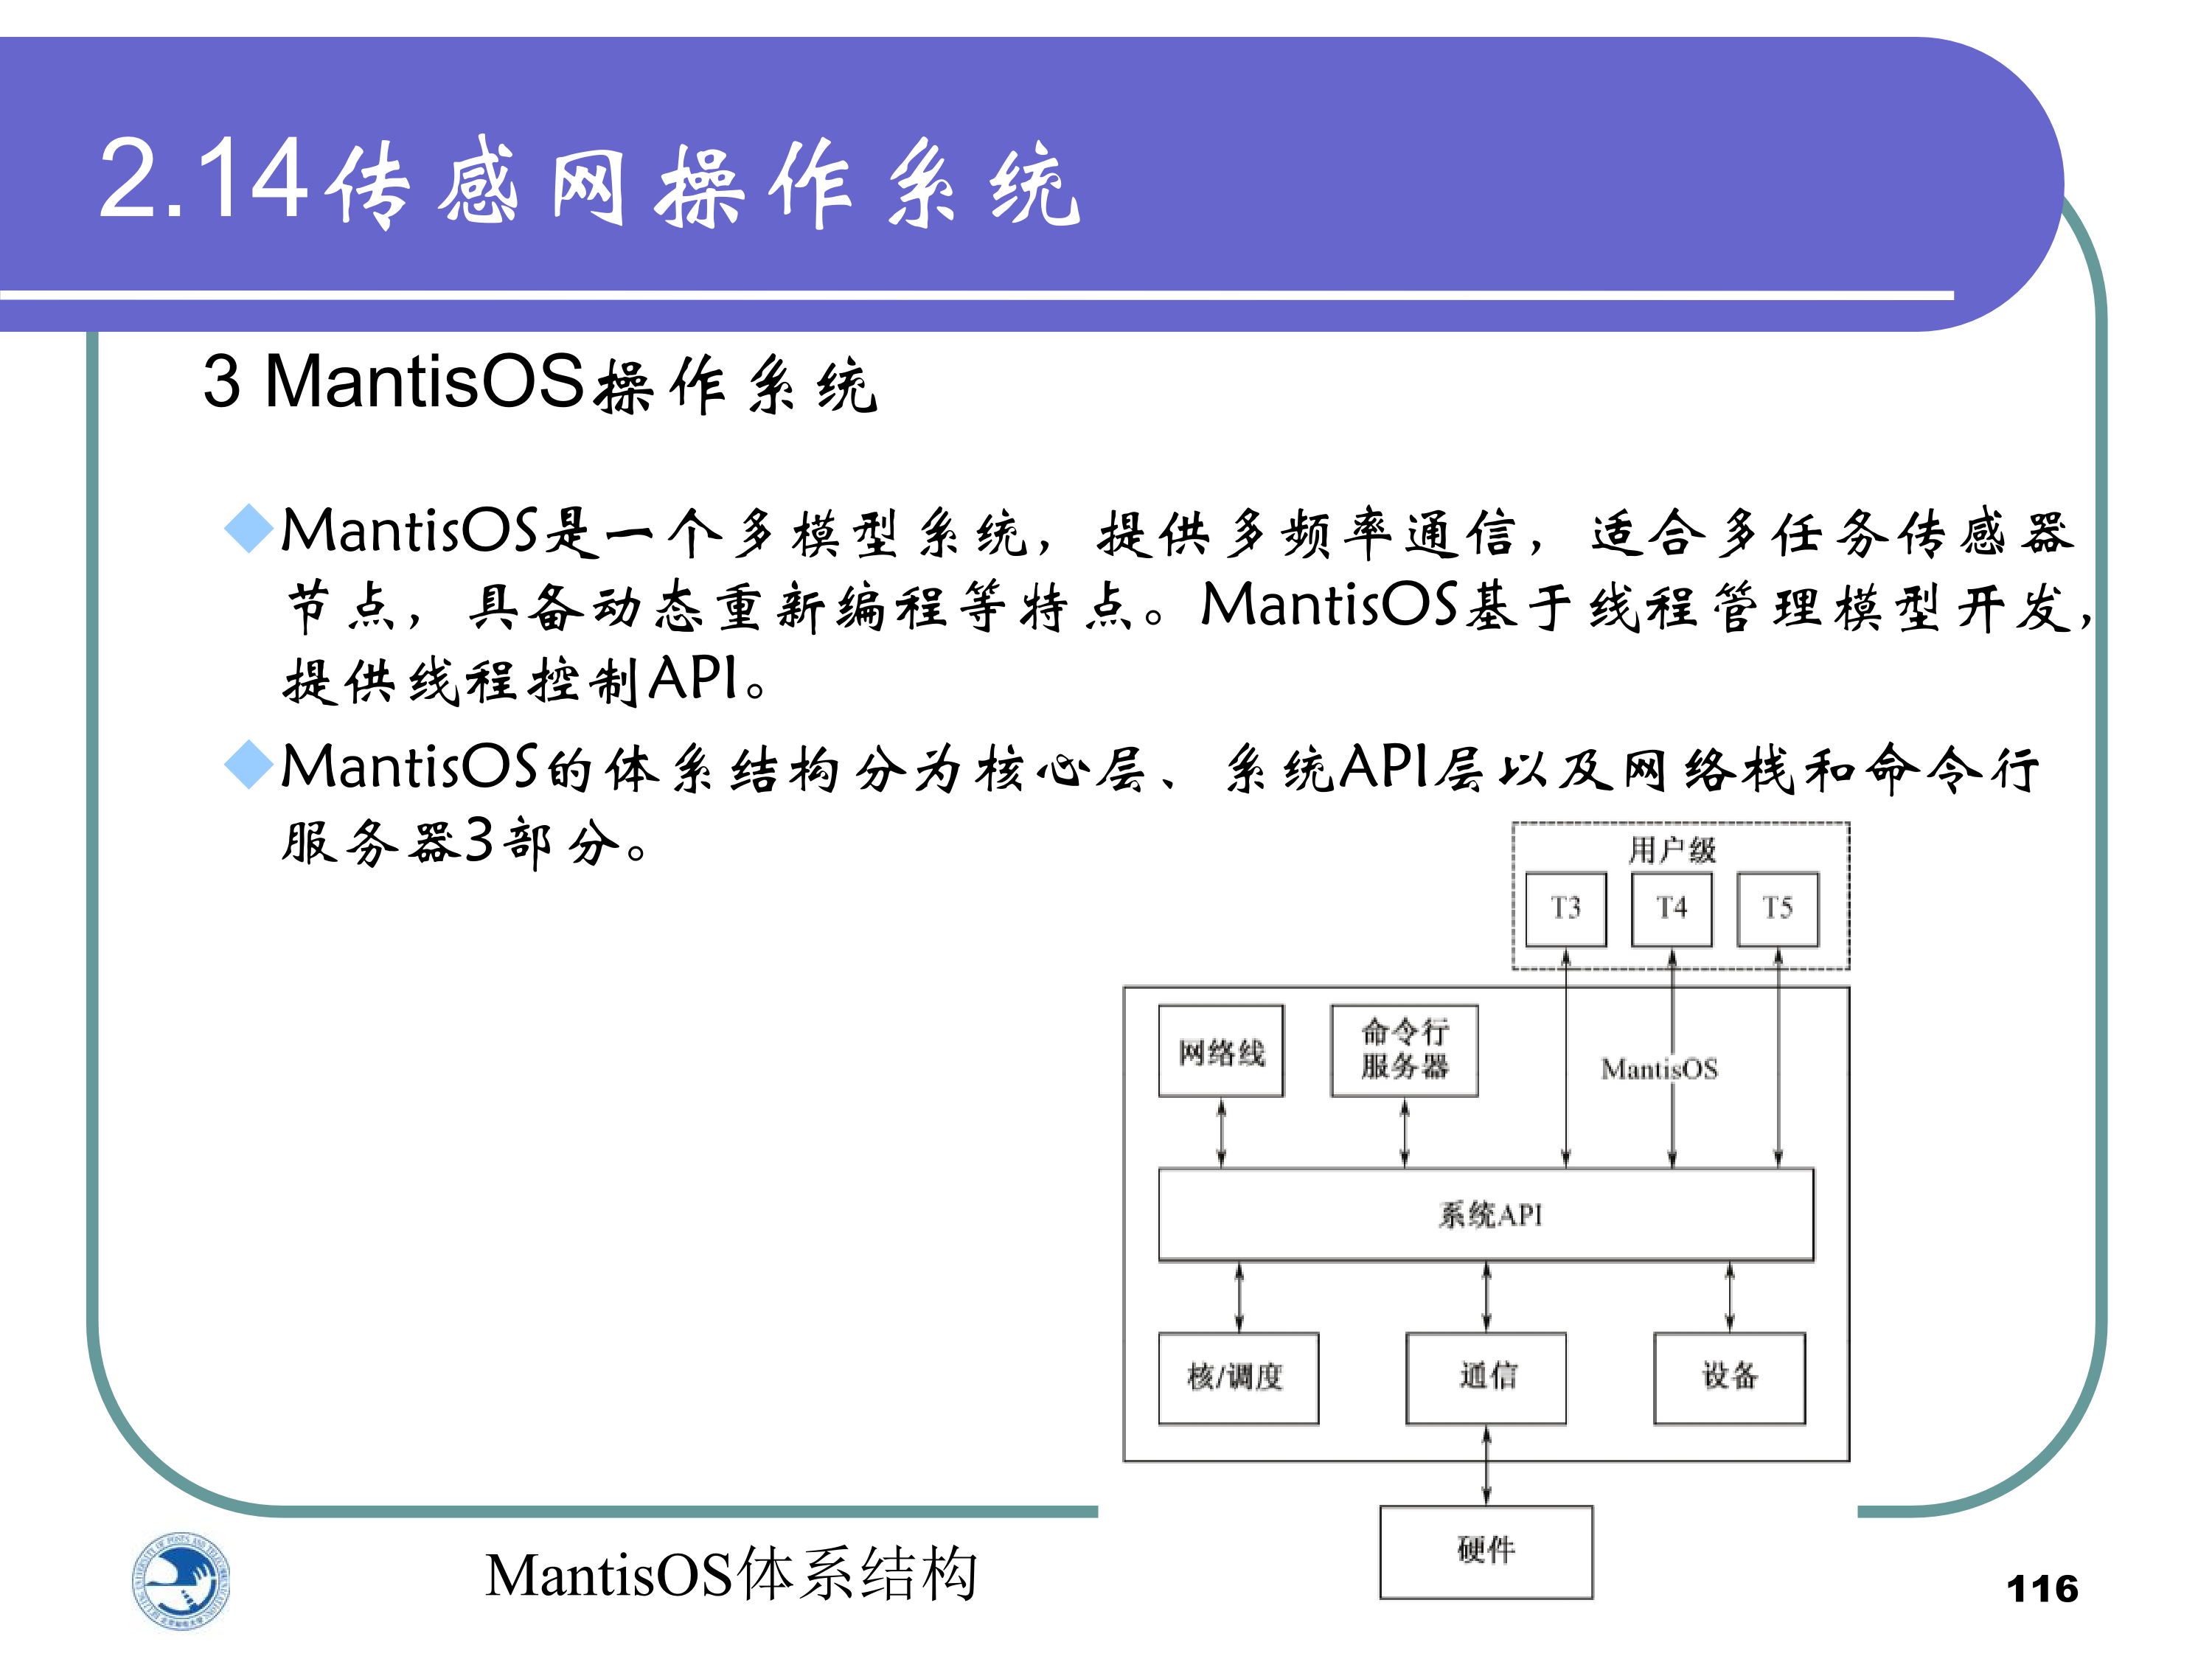 2.14传感网操作系统
3 MantisOS操作系统
MantisOS是一个多模型系统，提供多频率通信，适合多任务传感器
节点，具备动态重新编程等特点。MantisOS基于线程管理模型开发，
提供线程控制API。
MantisOS的体系结构分为核心层、系统API层以及网络栈和命令行
服务器3部分。
用户级
T3 T4 T5
网络线
命令行
服务器
MantisOS
系统API
核/调度 通信 设备
硬件
MantisOS体系结构
116